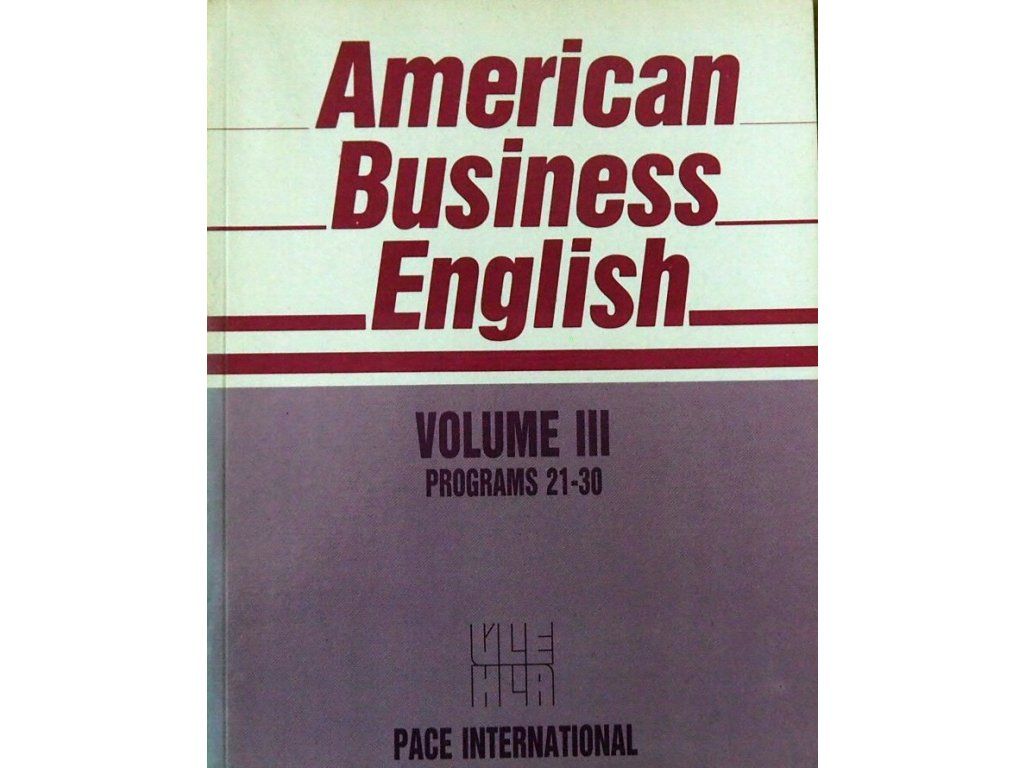 American
Business
English
VOLUME III
PROGRAMS 21-30
PACE INTERNATIONAL